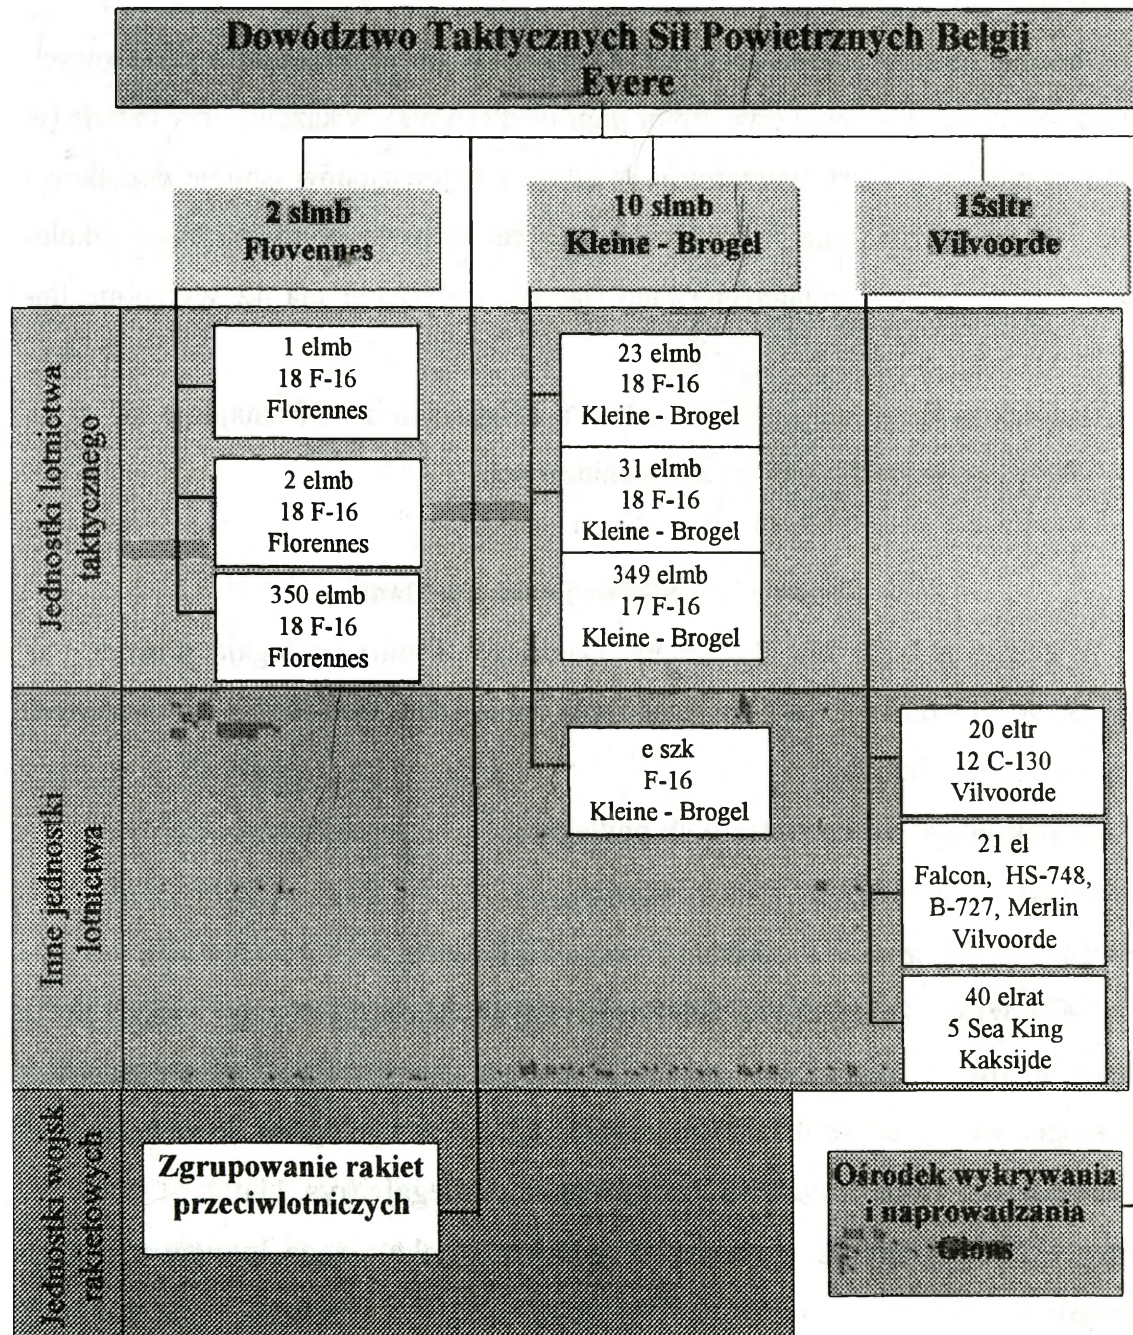 Dowództwo Taktycznych Sił Powietrznych Belgii
Evere
2 slmb
Flovennes
10 slmb
Kleine - Brogel
15sltr
Vilvoorde
Jednostki lotnictwa
taktycznego
1 elmb
18 F-16
Florennes
2 elmb
18 F-16
Florennes
350 elmb
18 F-16
Florennes
23 elmb
18 F-16
Kleine - Brogel
31 elmb
18 F-16
Kleine - Brogel
349 elmb
17 F-16
Kleine - Brogel
Inne jednostki
lotnictwa
e szk
F-16
Kleine - Brogel
20 eltr
12 C-130
Vilvoorde
21 el
Falcon, HS-748,
B-727, Merlin
Vilvoorde
40 elrat
5 Sea King
Kaksijde
Jednostki wojsk
rakietowych
Zgrupowanie rakiet
przeciwlotniczych
Ośrodek wykrywania
i naprowadzania
Glons